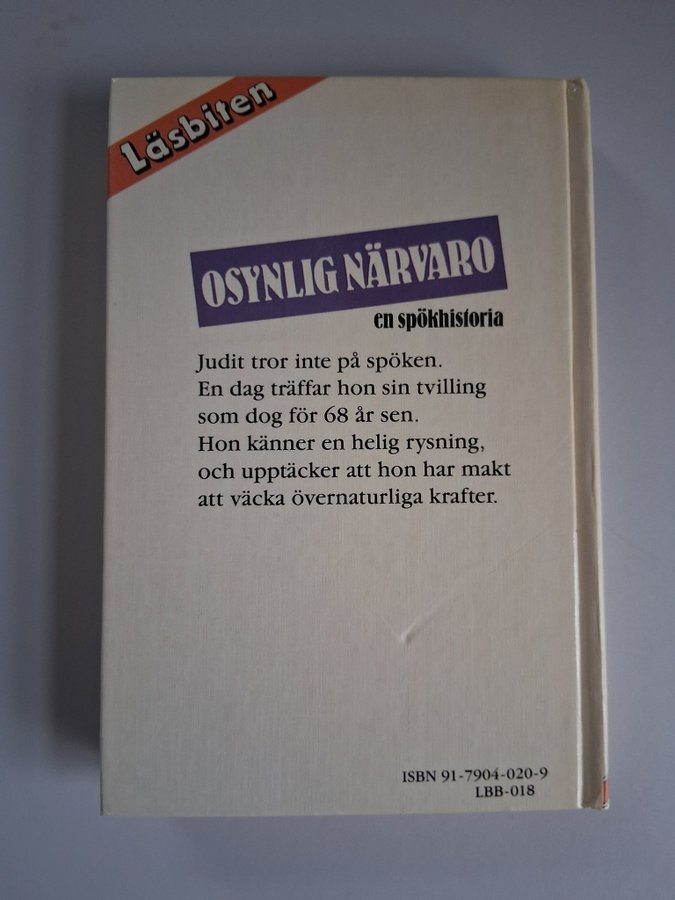 Läsbiten
OSYNLIG NÄRVARO
en spökhistoria
Judit tror inte på spöken.
En dag träffar hon sin tvilling
som dog för 68 år sen.
Hon känner en helig rysning,
och upptäcker att hon har makt
att väcka övernaturliga krafter.
ISBN 91-7904-020-9
LBB-018